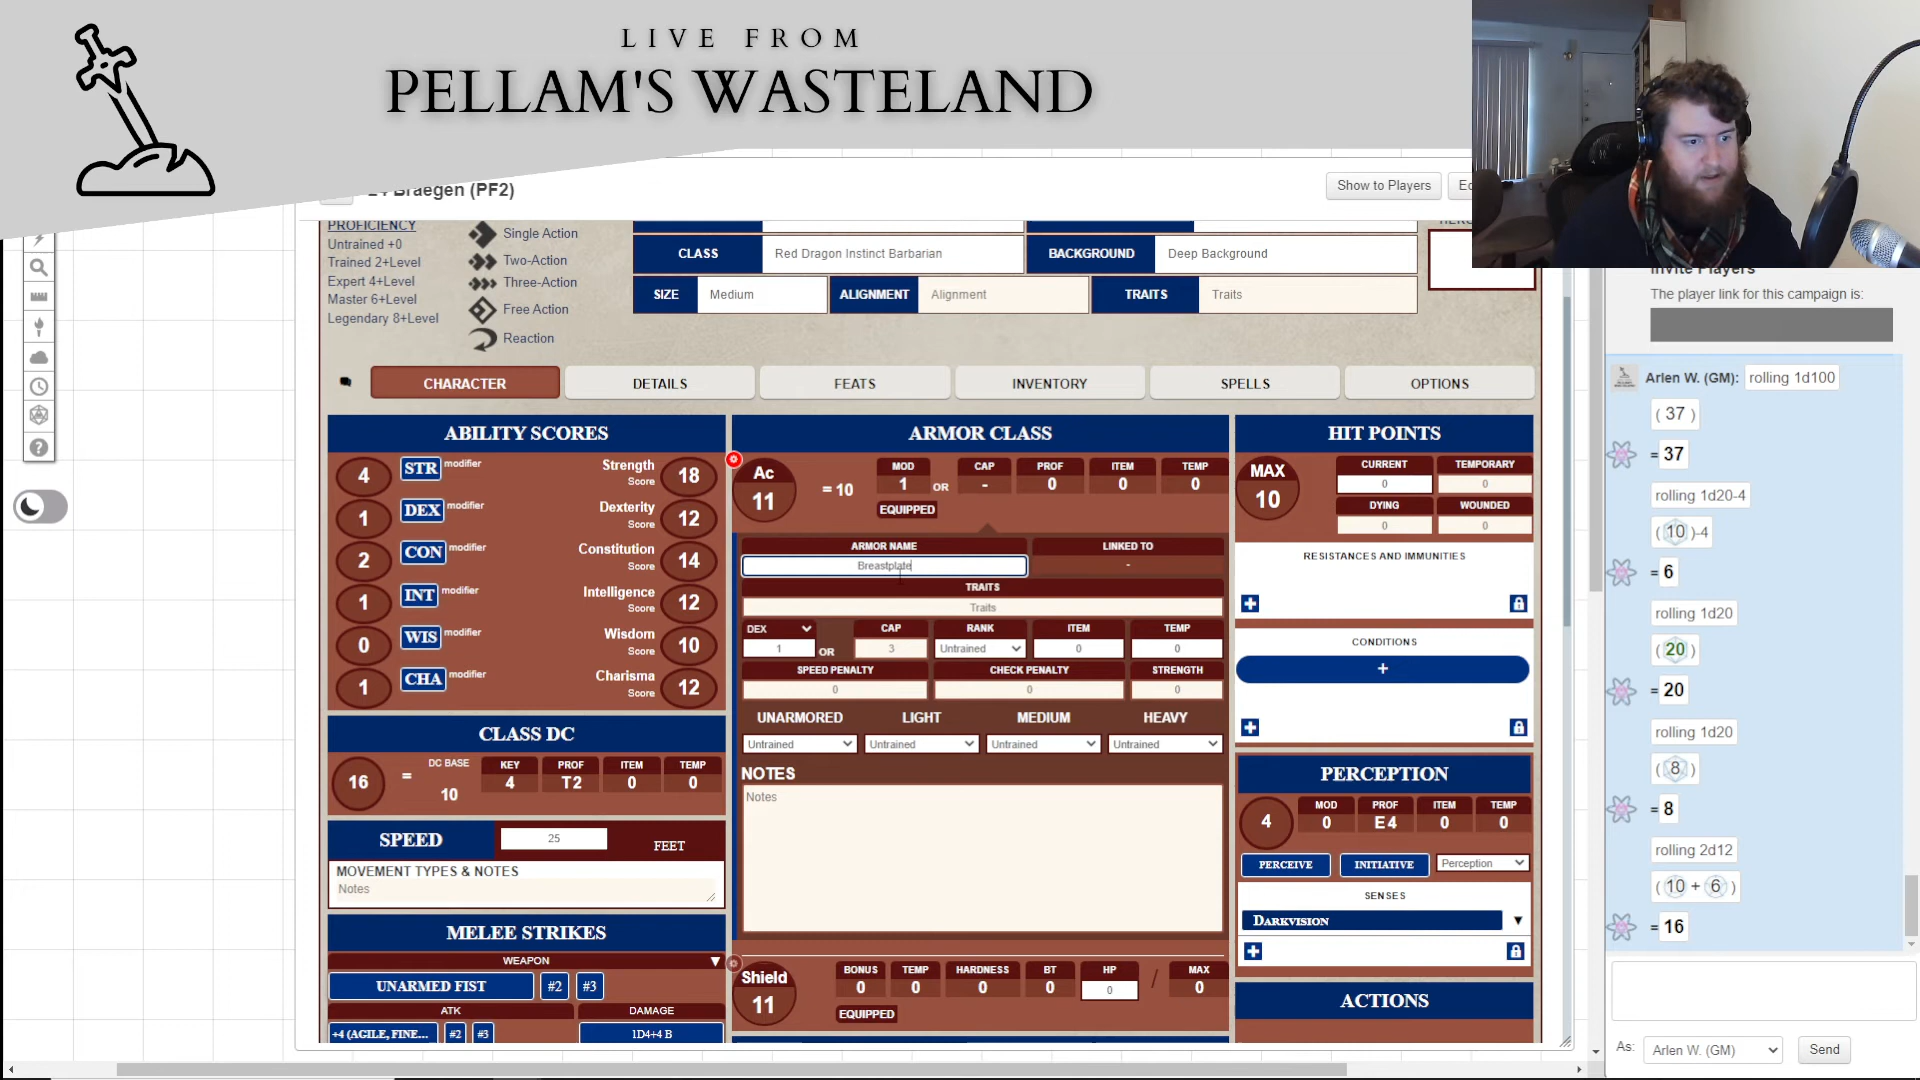 LIVE FROM
PELLAM'S WASTELAND
Braegen (PF2)
Show to Players
PROFICIENCY
Untrained +0
Trained 2+Level
Expert 4+Level
Master 6+Level
Legendary 8+Level
Single Action
Two-Action
Three-Action
Free Action
Reaction
CLASS
Red Dragon Instinct Barbarian
BACKGROUND
Deep Background
SIZE
Medium
ALIGNMENT
Alignment
TRAITS
Traits
CHARACTER
DETAILS
FEATS
INVENTORY
SPELLS
OPTIONS
ABILITY SCORES
4 STR modifier Strength Score 18
1 DEX modifier Dexterity Score 12
2 CON modifier Constitution Score 14
1 INT modifier Intelligence Score 12
0 WIS modifier Wisdom Score 10
1 CHA modifier Charisma Score 12
CLASS DC
16 = DC BASE 10
KEY PROF ITEM TEMP
4 T2 0 0
SPEED
25
FEET
MOVEMENT TYPES & NOTES
Notes
MELEE STRIKES
WEAPON
UNARMED FIST #2 #3
ATK DAMAGE
+4 (AGILE, FINE... #2 #3 1D4+4 B
ARMOR CLASS
Ac 11 = 10
MOD CAP PROF ITEM TEMP
1 OR - 0 0 0
EQUIPPED
ARMOR NAME LINKED TO
Breastplate -
TRAITS
Traits
DEX CAP RANK ITEM TEMP
1 OR 3 Untrained 0 0
SPEED PENALTY CHECK PENALTY STRENGTH
0 0 0
UNARMORED LIGHT MEDIUM HEAVY
Untrained Untrained Untrained Untrained
NOTES
Notes
Shield 11
BONUS TEMP HARDNESS BT HP MAX
0 0 0 0 0 / 0
EQUIPPED
HIT POINTS
MAX 10
CURRENT TEMPORARY
0 0
DYING WOUNDED
0 0
RESISTANCES AND IMMUNITIES
CONDITIONS
+
PERCEPTION
4
MOD PROF ITEM TEMP
0 E4 0 0
PERCEIVE INITIATIVE Perception
SENSES
DARKVISION
ACTIONS
Invite Players
The player link for this campaign is:
Arlen W. (GM): rolling 1d100
(37)
= 37
rolling 1d20-4
(10)-4
= 6
rolling 1d20
(20)
= 20
rolling 1d20
(8)
= 8
rolling 2d12
(10 + 6)
= 16
As: Arlen W. (GM) Send